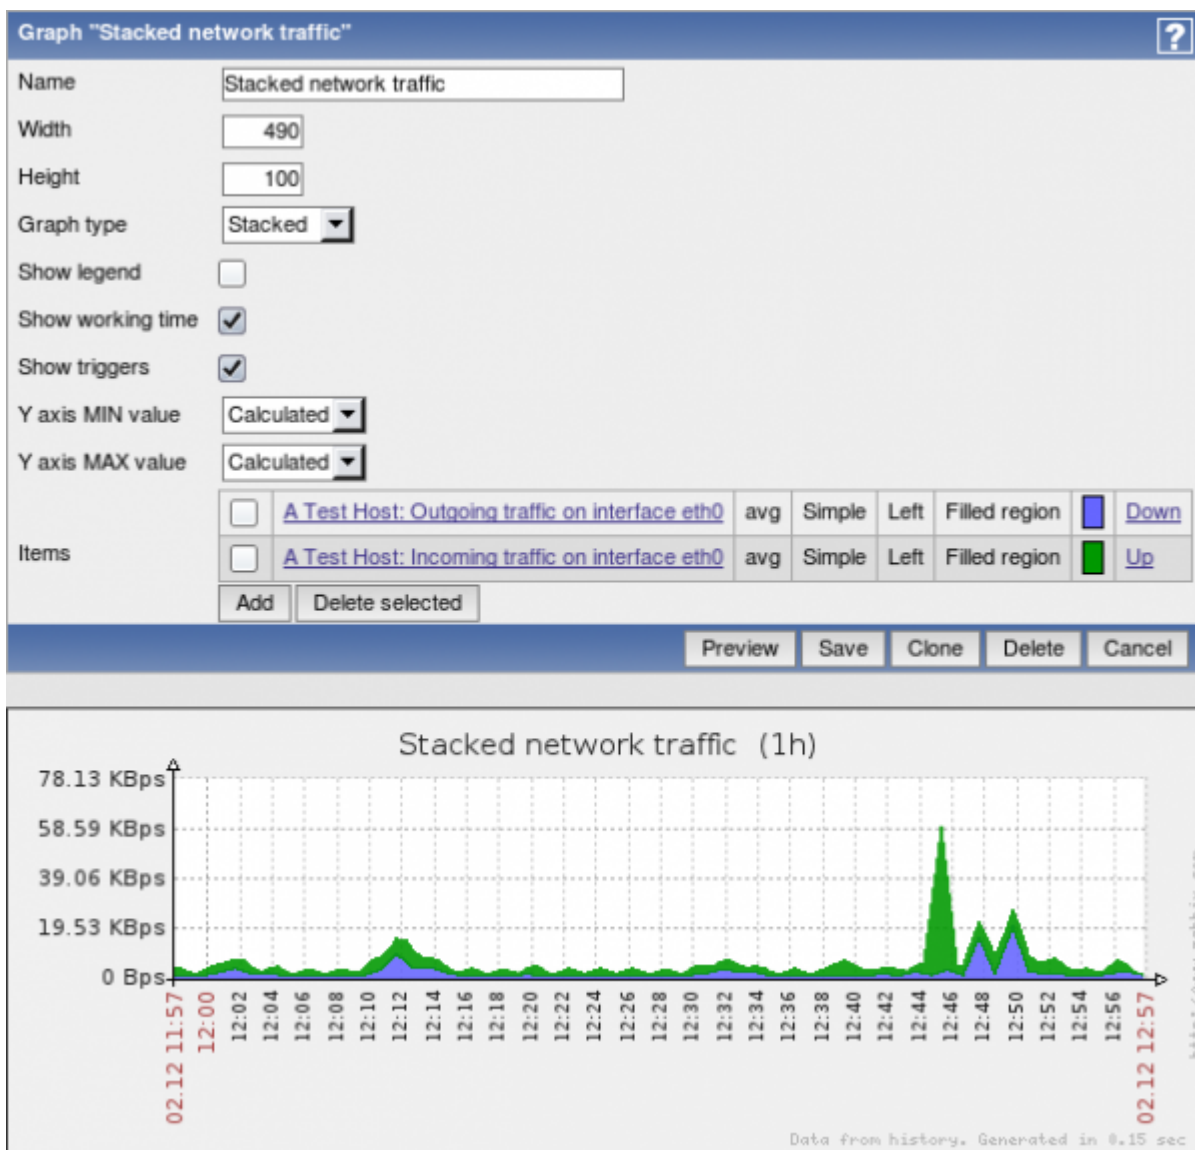 Graph "Stacked network traffic"
?
Name Stacked network traffic
Width 490
Height 100
Graph type Stacked
Show legend
Show working time
Show triggers
Y axis MIN value Calculated
Y axis MAX value Calculated
Items
A Test Host: Outgoing traffic on interface eth0 avg Simple Left Filled region Down
A Test Host: Incoming traffic on interface eth0 avg Simple Left Filled region Up
Add Delete selected
Preview Save Clone Delete Cancel
Stacked network traffic (1h)
78.13 KBps
58.59 KBps
39.06 KBps
19.53 KBps
0 Bps
02.12 11:57 12:00 12:02 12:04 12:06 12:08 12:10 12:12 12:14 12:16 12:18 12:20 12:22 12:24 12:26 12:28 12:30 12:32 12:34 12:36 12:38 12:40 12:42 12:44 12:46 12:48 12:50 12:52 12:54 12:56 02.12 12:57
Data from history. Generated in 0.15 sec